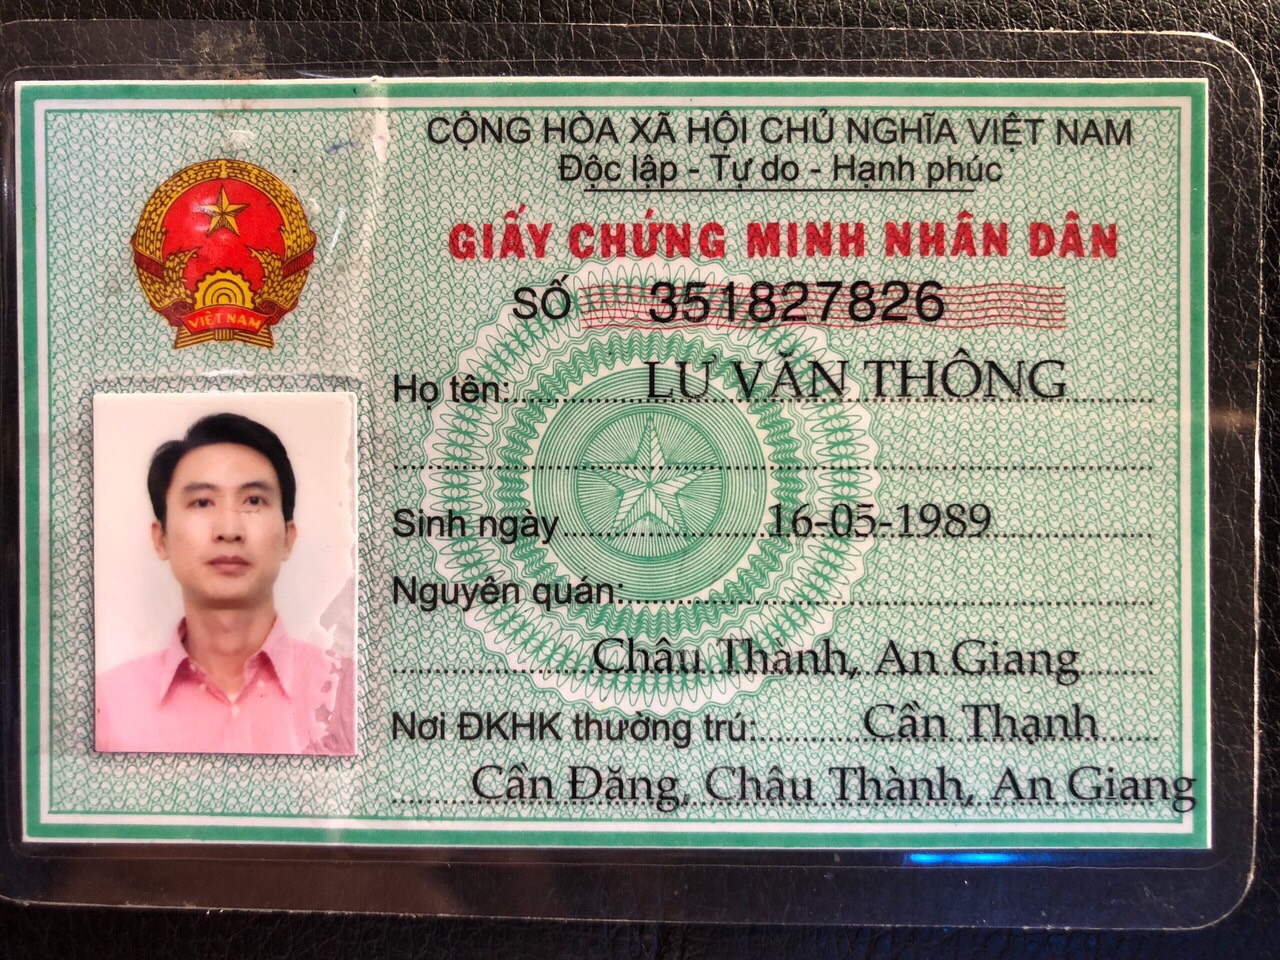 CỘNG HÒA XÃ HỘI CHỦ NGHĨA VIỆT NAM
Độc lập - Tự do - Hạnh phúc
GIẤY CHỨNG MINH NHÂN DÂN
SỐ 351827826
VIỆT NAM
Họ tên: LƯ VĂN THÔNG
Sinh ngày 16-05-1989
Nguyên quán:
Châu Thành, An Giang
Nơi ĐKHK thường trú: Cần Thạnh
Cần Đăng, Châu Thành, An Giang